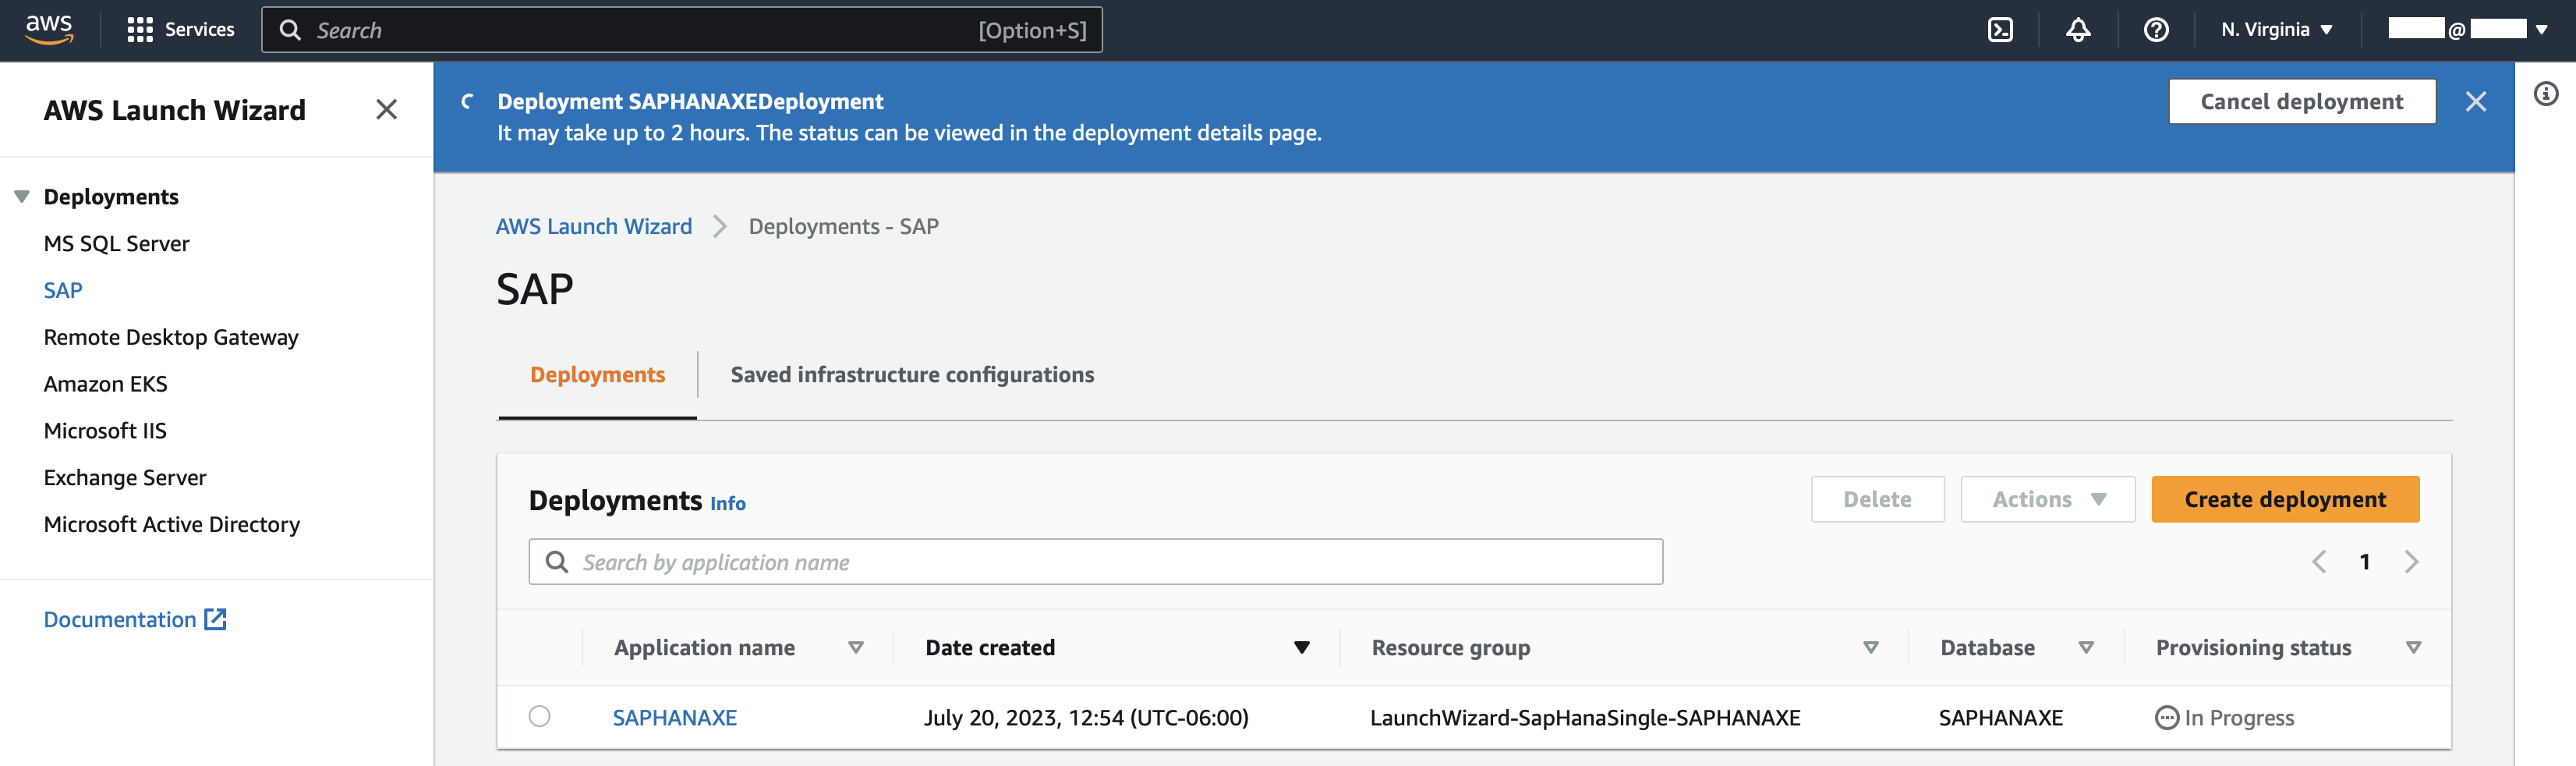 aws Services Search [Option+S] N. Virginia @
AWS Launch Wizard
Deployments
MS SQL Server
SAP
Remote Desktop Gateway
Amazon EKS
Microsoft IIS
Exchange Server
Microsoft Active Directory
Documentation
Deployment SAPHANAXEDeployment
It may take up to 2 hours. The status can be viewed in the deployment details page.
Cancel deployment
AWS Launch Wizard Deployments - SAP
SAP
Deployments Saved infrastructure configurations
Deployments Info Delete Actions Create deployment
Search by application name 1
Application name Date created Resource group Database Provisioning status
SAPHANAXE July 20, 2023, 12:54 (UTC-06:00) LaunchWizard-SapHanaSingle-SAPHANAXE SAPHANAXE In Progress